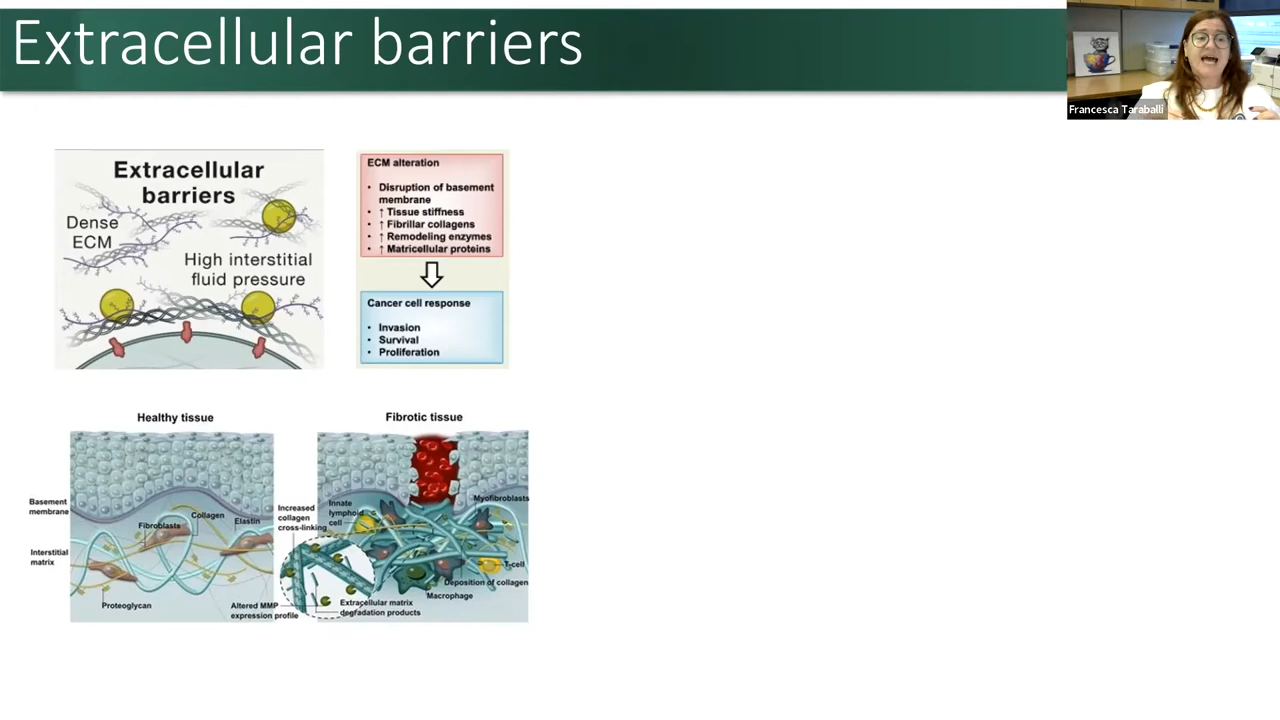 Extracellular barriers
Francesca Taraballi
Extracellular
barriers
Dense
ECM
High interstitial
fluid pressure
ECM alteration
• Disruption of basement
membrane
• ↑ Tissue stiffness
• ↑ Fibrillar collagens
• ↑ Remodeling enzymes
• ↑ Matricellular proteins
Cancer cell response
• Invasion
• Survival
• Proliferation
Healthy tissue
Basement
membrane
Fibroblasts
Collagen
Elastin
Interstitial
matrix
Proteoglycan
Fibrotic tissue
Increased
collagen
cross-linking
Innate
lymphoid
cell
Myofibroblasts
T-cell
Deposition of collagen
Macrophage
Altered MMP
expression profile
Extracellular matrix
degradation products